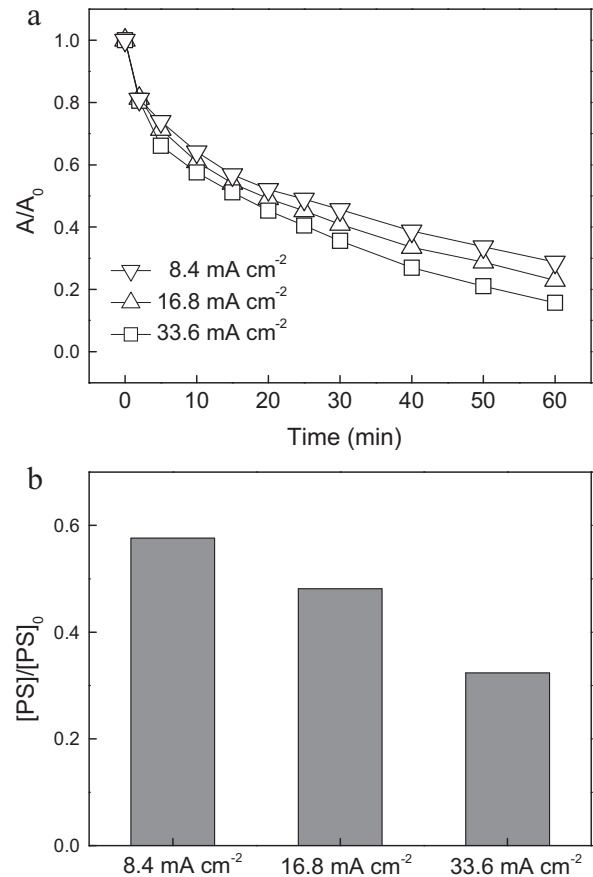 a
1.0
0.8
0.6
0.4
0.2
0.0
A/A₀
8.4 mA cm⁻²
16.8 mA cm⁻²
33.6 mA cm⁻²
0 10 20 30 40 50 60
Time (min)
b
0.6
0.4
0.2
0.0
[PS]/[PS]₀
8.4 mA cm⁻² 16.8 mA cm⁻² 33.6 mA cm⁻²